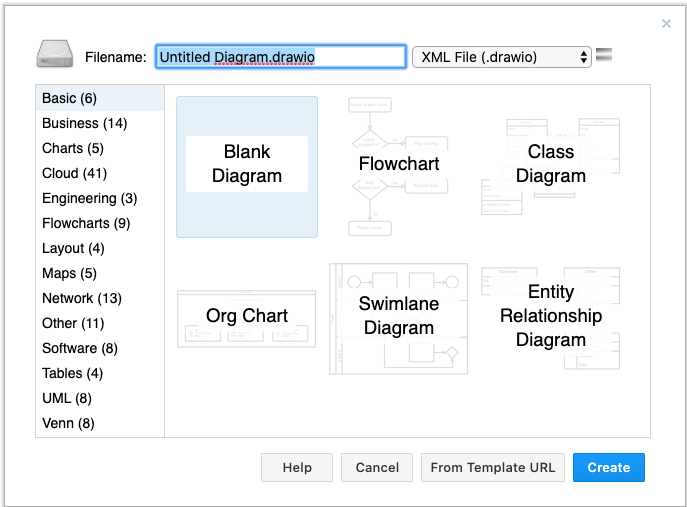 Filename:
Untitled Diagram.drawio
XML File (.drawio)
Basic (6)
Business (14)
Charts (5)
Cloud (41)
Engineering (3)
Flowcharts (9)
Layout (4)
Maps (5)
Network (13)
Other (11)
Software (8)
Tables (4)
UML (8)
Venn (8)
Blank
Diagram
Flowchart
Class
Diagram
Org Chart
Swimlane
Diagram
Entity
Relationship
Diagram
Help
Cancel
From Template URL
Create